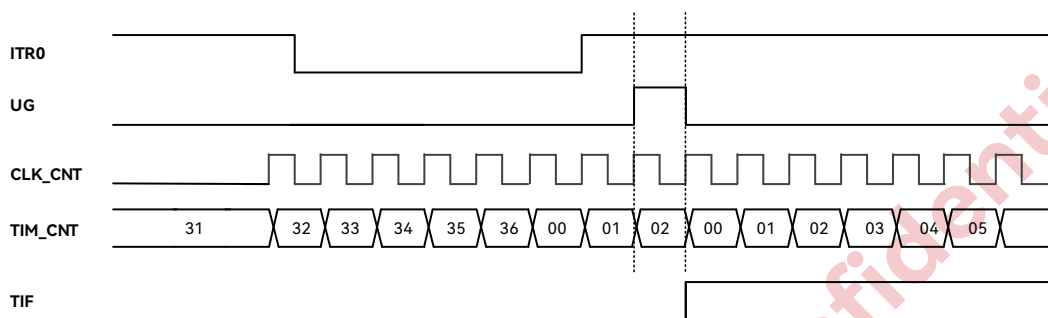 ITR0
UG
CLK_CNT
TIM_CNT 31 32 33 34 35 36 00 01 02 00 01 02 03 04 05
TIF
nfidenti